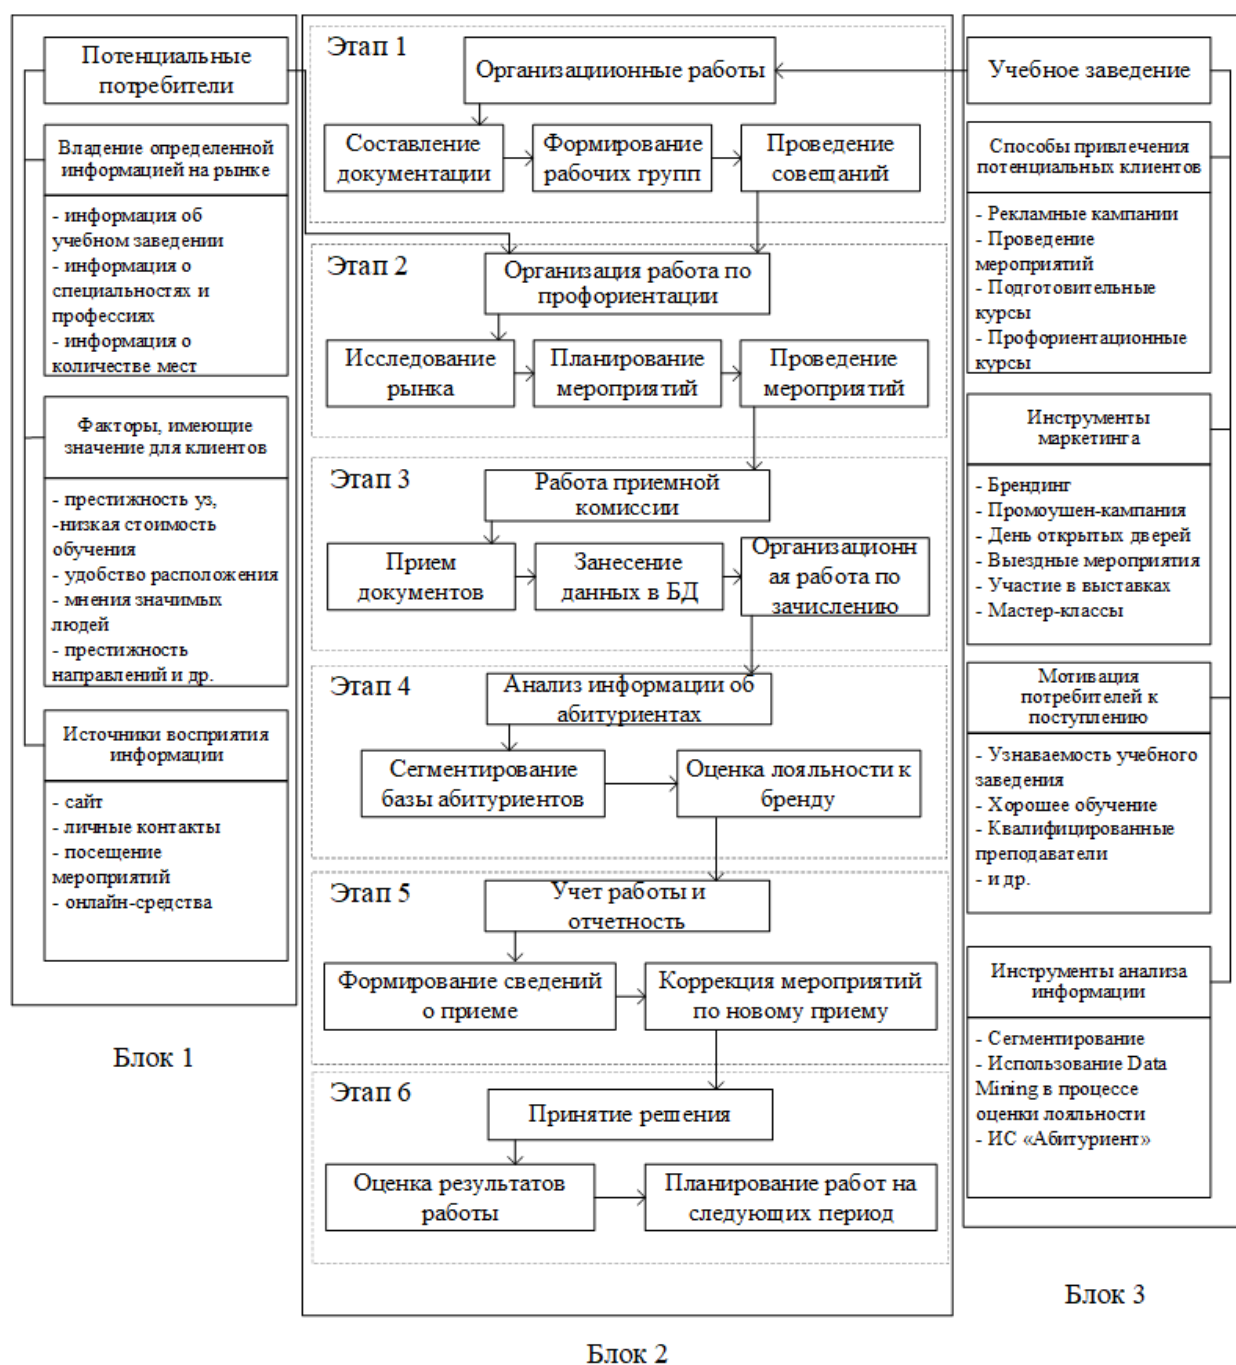 Потенциальные
потребители
Владение определенной
информацией на рынке
- информация об
учебном заведении
- информация о
специальностях и
профессиях
- информация о
количестве мест
Факторы, имеющие
значение для клиентов
- престижность уз,
-низкая стоимость
обучения
- удобство расположения
- мнения значимых
людей
- престижность
направлений и др.
Источники восприятия
информации
- сайт
- личные контакты
- посещение
мероприятий
- онлайн-средства
Блок 1
Этап 1
Организациионные работы
Составление
документации
Формирование
рабочих групп
Проведение
совещаний
Этап 2
Организация работа по
профориентации
Исследование
рынка
Планирование
мероприятий
Проведение
мероприятий
Этап 3
Работа приемной
комиссии
Прием
документов
Занесение
данных в БД
Организационн
ая работа по
зачислению
Этап 4
Анализ информации об
абитуриентах
Сегментирование
базы абитуриентов
Оценка лояльности к
бренду
Этап 5
Учет работы и
отчетность
Формирование сведений
о приеме
Коррекция мероприятий
по новому приему
Этап 6
Принятие решения
Оценка результатов
работы
Планирование работ на
следующих период
Блок 2
Учебное заведение
Способы привлечения
потенциальных клиентов
- Рекламные кампании
- Проведение
мероприятий
- Подготовительные
курсы
- Профориентационные
курсы
Инструменты
маркетинга
- Брендинг
- Промоушен-кампания
- День открытых дверей
- Выездные мероприятия
- Участие в выставках
- Мастер-классы
Мотивация
потребителей к
поступлению
- Узнаваемость учебного
заведения
- Хорошее обучение
- Квалифицированные
преподаватели
- и др.
Инструменты анализа
информации
- Сегментирование
- Использование Data
Mining в процессе
оценки лояльности
- ИС «Абитуриент»
Блок 3